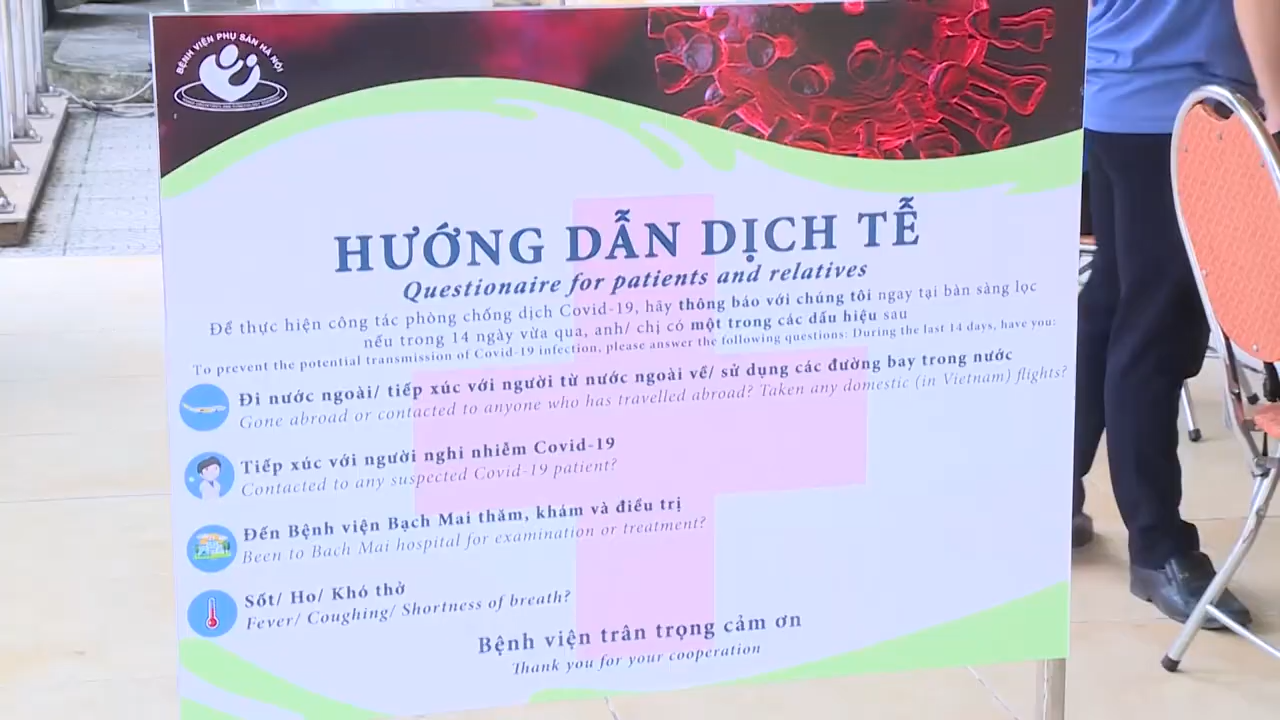 BỆNH VIỆN PHỤ SẢN HÀ NỘI
HƯỚNG DẪN DỊCH TỄ
Questionaire for patients and relatives
Để thực hiện công tác phòng chống dịch Covid-19, hãy thông báo với chúng tôi ngay tại bàn sàng lọc
nếu trong 14 ngày vừa qua, anh/ chị có một trong các dấu hiệu sau
To prevent the potential transmission of Covid-19 infection, please answer the following questions: During the last 14 days, have you:
Đi nước ngoài/ tiếp xúc với người từ nước ngoài về/ sử dụng các đường bay trong nước
Gone abroad or contacted to anyone who has travelled abroad? Taken any domestic (in Vietnam) flights?
Tiếp xúc với người nghi nhiễm Covid-19
Contacted to any suspected Covid-19 patient?
Đến Bệnh viện Bạch Mai thăm, khám và điều trị
Been to Bach Mai hospital for examination or treatment?
Sốt/ Ho/ Khó thở
Fever/ Coughing/ Shortness of breath?
Bệnh viện trân trọng cảm ơn
Thank you for your cooperation